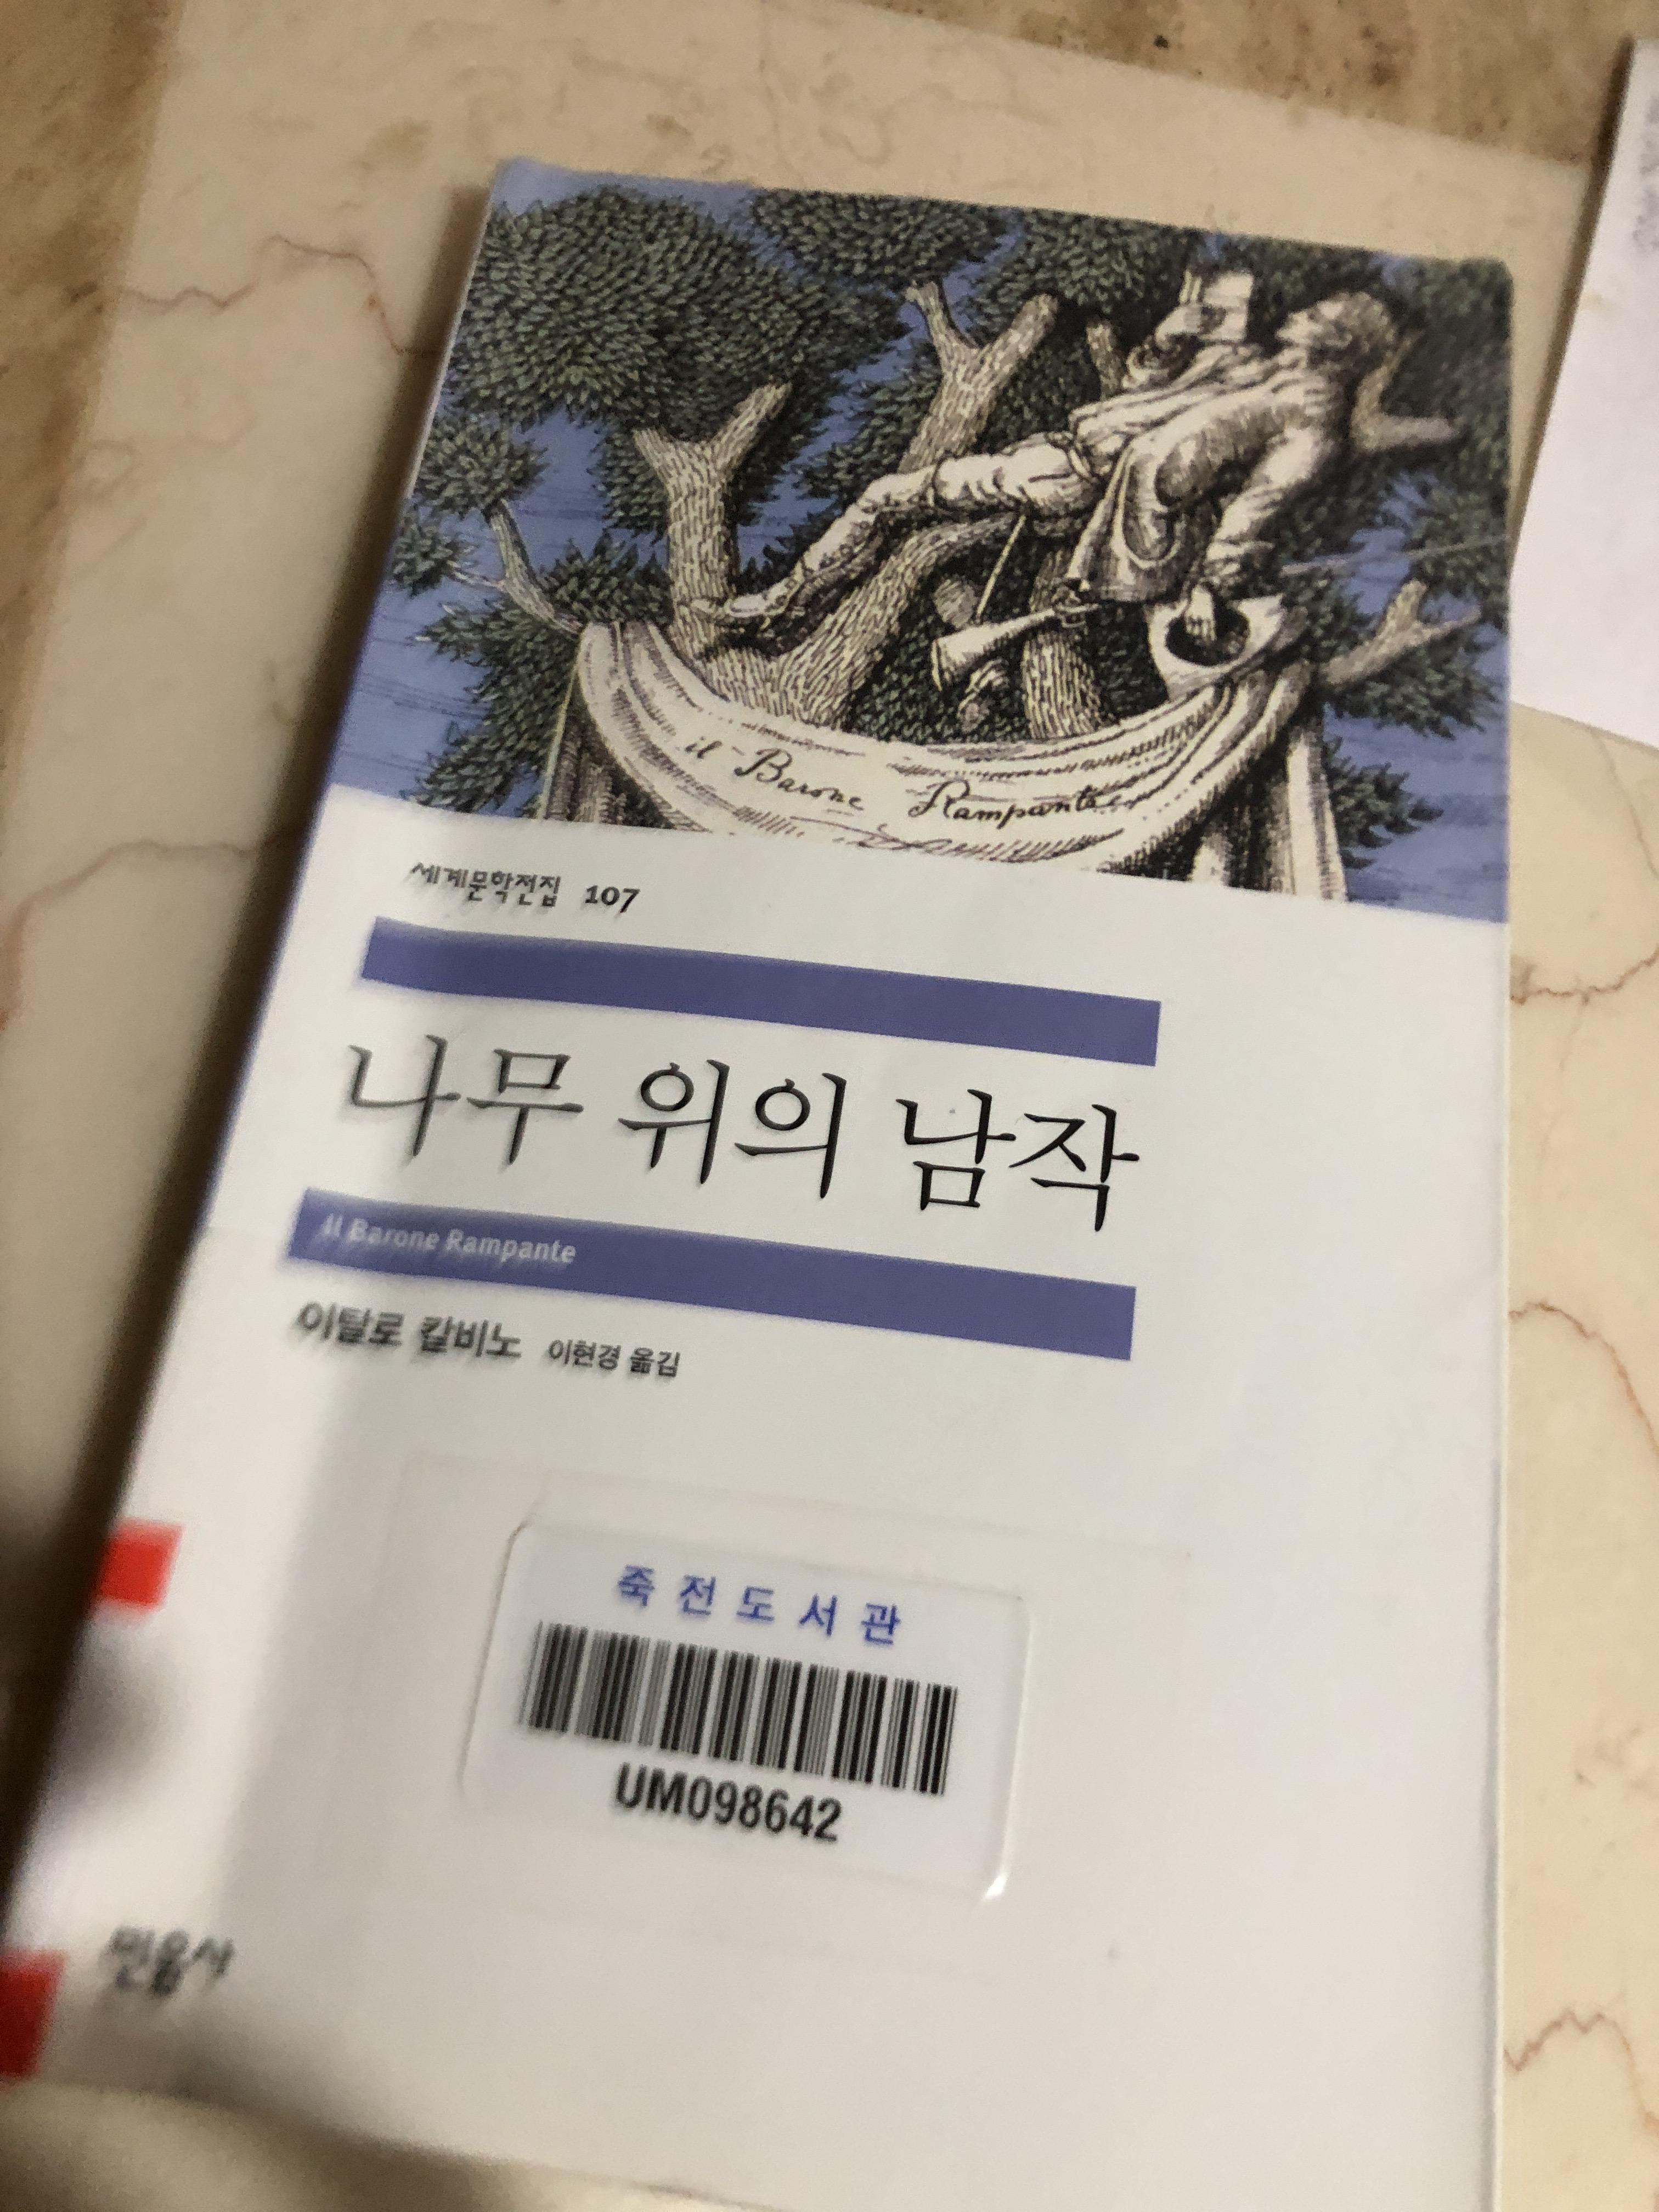 il Barone Rampante
세계문학전집 107
나무 위의 남작
Il Barone Rampante
이탈로 칼비노 이현경 옮김
죽전도서관
UM098642
민음사